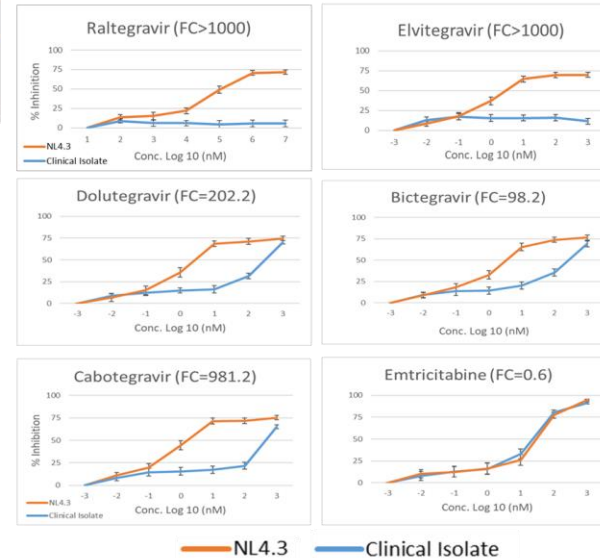 Raltegravir (FC>1000)
% Inhinition
100
75
50
25
0
1 2 3 4 5 6 7
Conc. Log 10 (nM)
NL4.3
Clinical Isolate
Elvitegravir (FC>1000)
100
75
50
25
0
-3 -2 -1 0 1 2 3
Conc. Log 10 (nM)
Dolutegravir (FC=202.2)
100
75
50
25
0
-3 -2 -1 0 1 2 3
Conc. Log 10 (nM)
Bictegravir (FC=98.2)
100
75
50
25
0
-3 -2 -1 0 1 2 3
Conc. Log 10 (nM)
Cabotegravir (FC=981.2)
% Inhibition
100
75
50
25
0
-3 -2 -1 0 1 2 3
Conc. Log 10 (nM)
NL4.3
Clinical Isolate
Emtricitabine (FC=0.6)
100
75
50
25
0
-3 -2 -1 0 1 2 3
Conc. Log 10 (nM)
NL4.3 Clinical Isolate